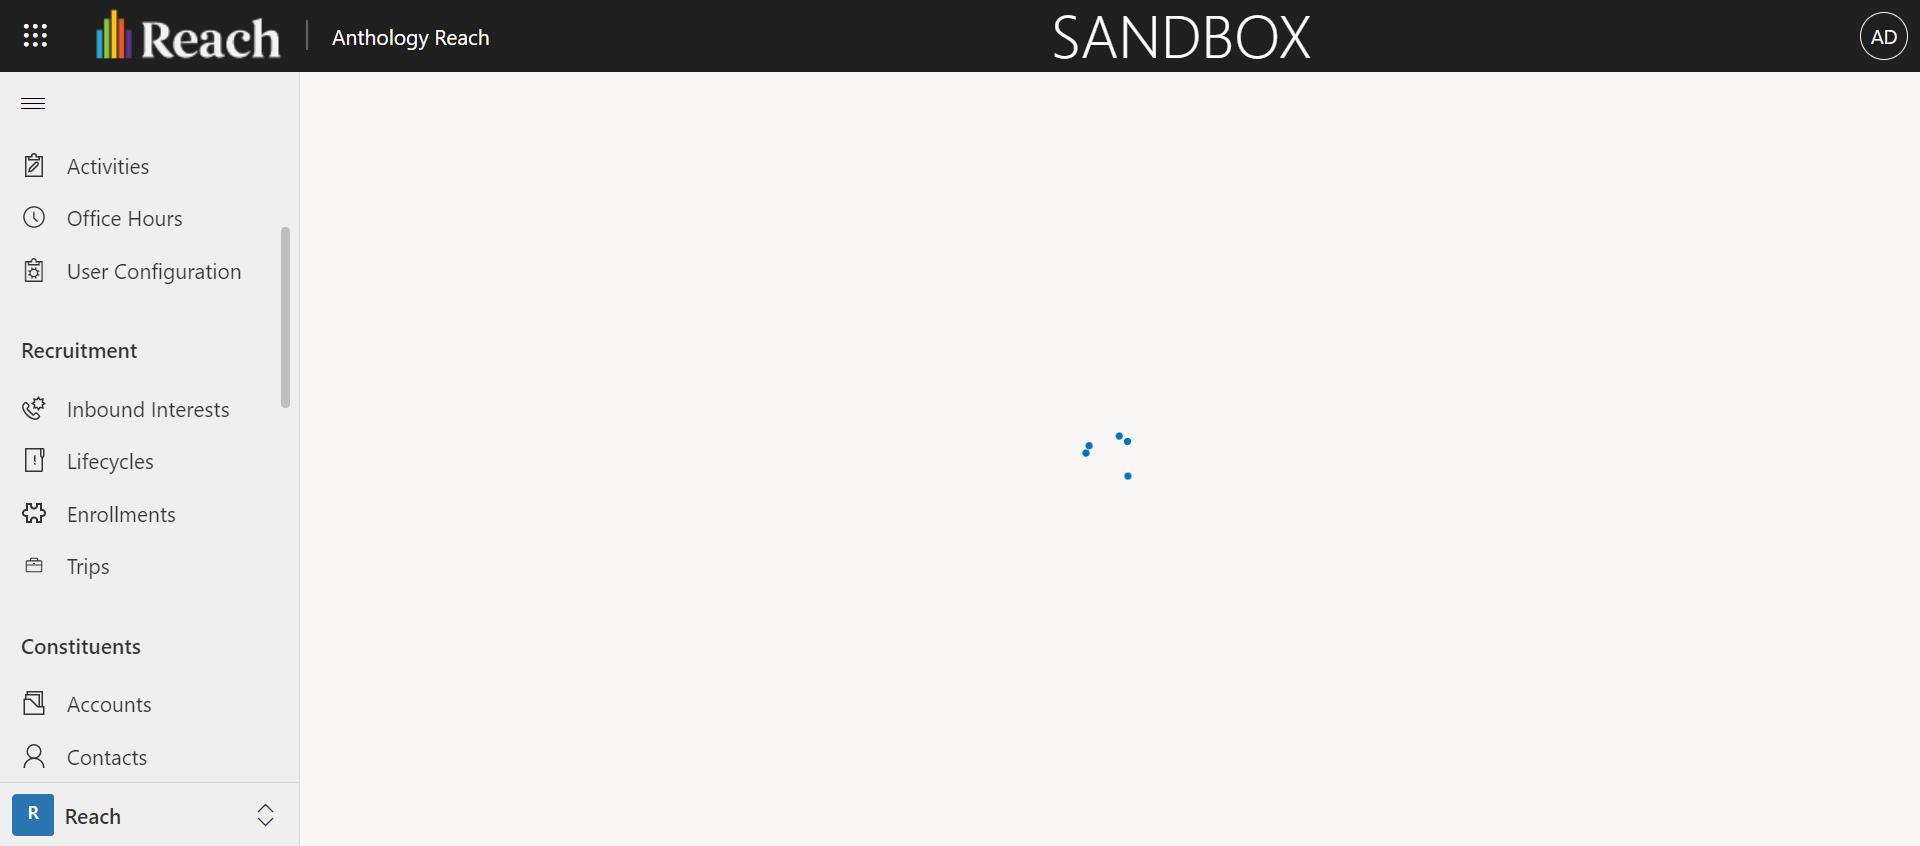 Reach
Anthology Reach
SANDBOX
AD
Activities
Office Hours
User Configuration
Recruitment
Inbound Interests
Lifecycles
Enrollments
Trips
Constituents
Accounts
Contacts
R
Reach